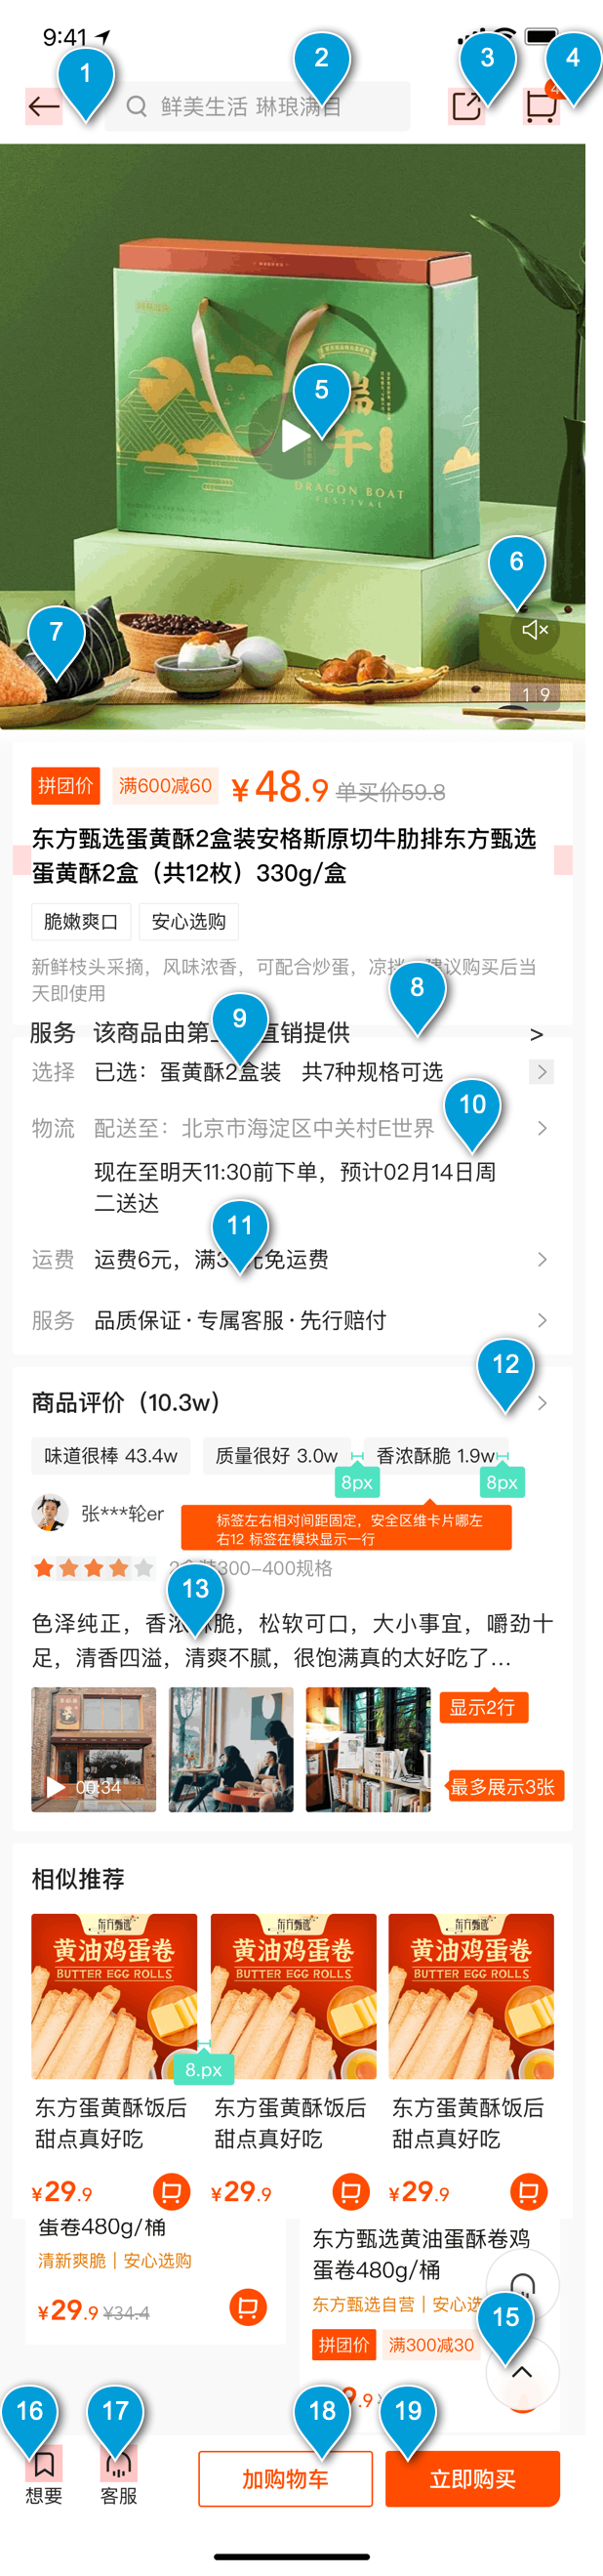 9:41
1
2
3
4
鲜美生活 琳琅满目
4
5
DRAGON BOAT
FESTIVAL
6
7
1 9
拼团价
满600减60
¥48.9 单买价59.8
东方甄选蛋黄酥2盒装安格斯原切牛肋排东方甄选
蛋黄酥2盒（共12枚）330g/盒
脆嫩爽口
安心选购
新鲜枝头采摘，风味浓香，可配合炒蛋，凉拌，建议购买后当
天即使用
8
9
服务 该商品由第 直销提供 >
选择 已选：蛋黄酥2盒装 共7种规格可选
10
物流 配送至：北京市海淀区中关村E世界
现在至明天11:30前下单，预计02月14日周
二送达
11
运费 运费6元，满3 元免运费
服务 品质保证·专属客服·先行赔付
12
商品评价（10.3w）
味道很棒 43.4w
质量很好 3.0w
香浓酥脆 1.9w
8px
8px
张***轮er
标签左右相对间距固定，安全区维卡片哪左
右12 标签在模块显示一行
300-400规格
13
色泽纯正，香浓酥脆，松软可口，大小事宜，嚼劲十
足，清香四溢，清爽不腻，很饱满真的太好吃了...
显示2行
00:34
最多展示3张
相似推荐
东方甄选
黄油鸡蛋卷
BUTTER EGG ROLLS
东方甄选
黄油鸡蛋卷
BUTTER EGG ROLLS
东方甄选
黄油鸡蛋卷
BUTTER EGG ROLLS
8.px
东方蛋黄酥饭后
甜点真好吃
东方蛋黄酥饭后
甜点真好吃
东方蛋黄酥饭后
甜点真好吃
¥29.9
¥29.9
¥29.9
蛋卷480g/桶
清新爽脆｜安心选购
¥29.9 ¥34.4
东方甄选黄油蛋酥卷鸡
蛋卷480g/桶
东方甄选自营｜安心选
15
拼团价
满300减30
9.9
16
17
18
19
想要
客服
加购物车
立即购买